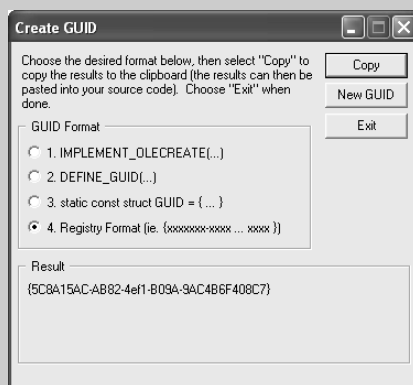 Create GUID
Choose the desired format below, then select "Copy" to
copy the results to the clipboard (the results can then be
pasted into your source code). Choose "Exit" when
done.
Copy
New GUID
Exit
GUID Format
1. IMPLEMENT_OLECREATE(...)
2. DEFINE_GUID(...)
3. static const struct GUID = { ... }
4. Registry Format (ie. {xxxxxxx-xxxx ... xxxx })
Result
{5C8A15AC-AB82-4ef1-B09A-9AC4B6F408C7}